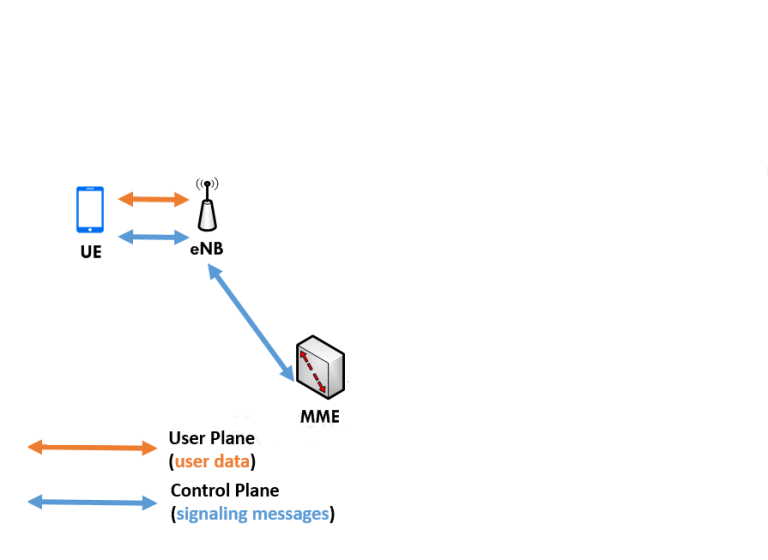 UE
eNB
MME
User Plane
(user data)
Control Plane
(signaling messages)